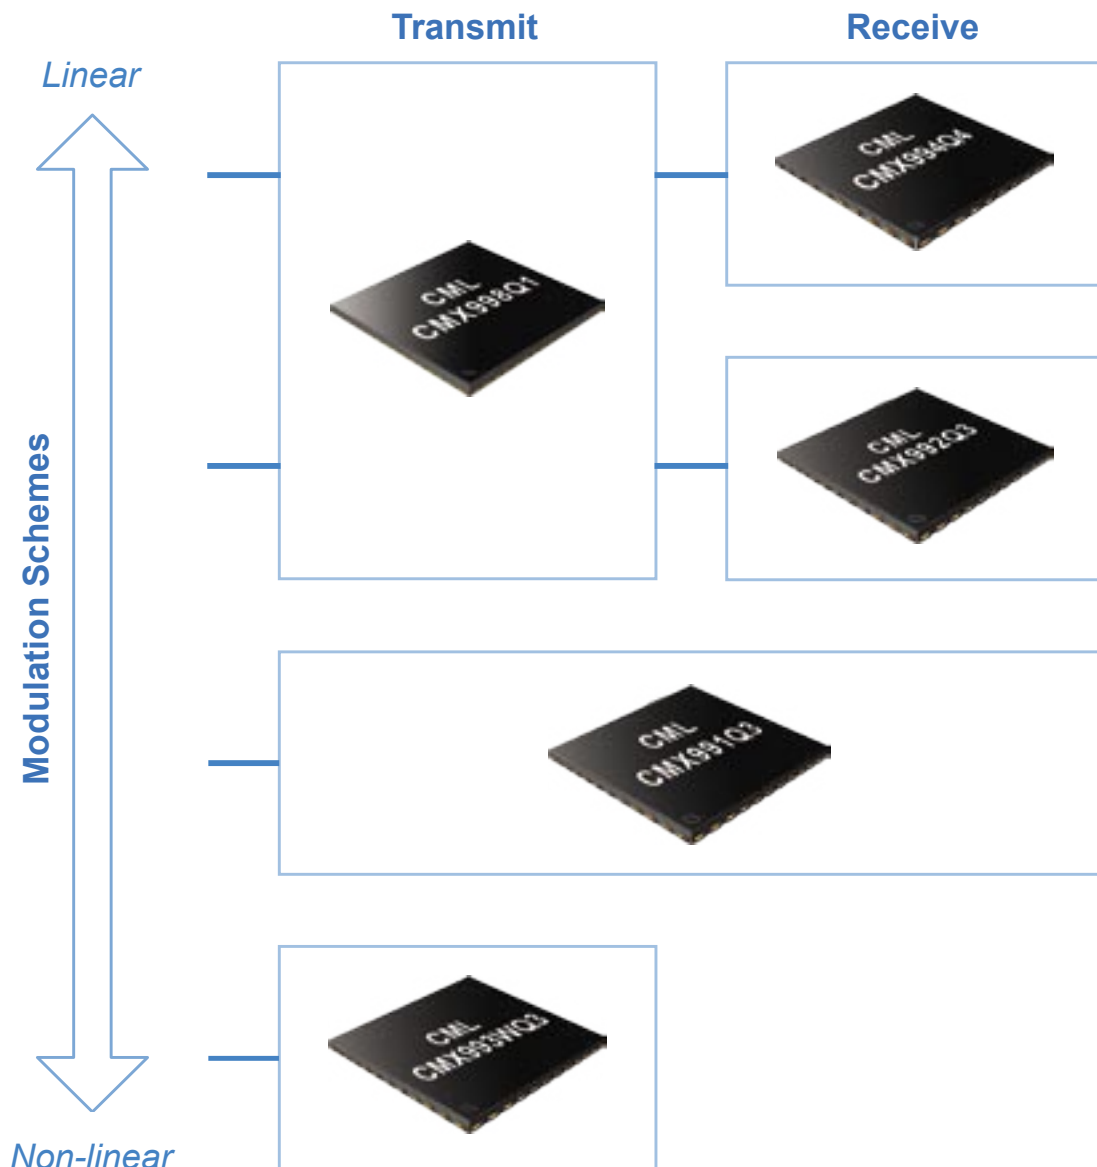 Transmit
Receive
Linear
CML
CMX994Q4
CML
CMX998Q1
CML
CMX992Q3
Modulation Schemes
CML
CMX991Q3
CML
CMX993WQ3
Non-linear